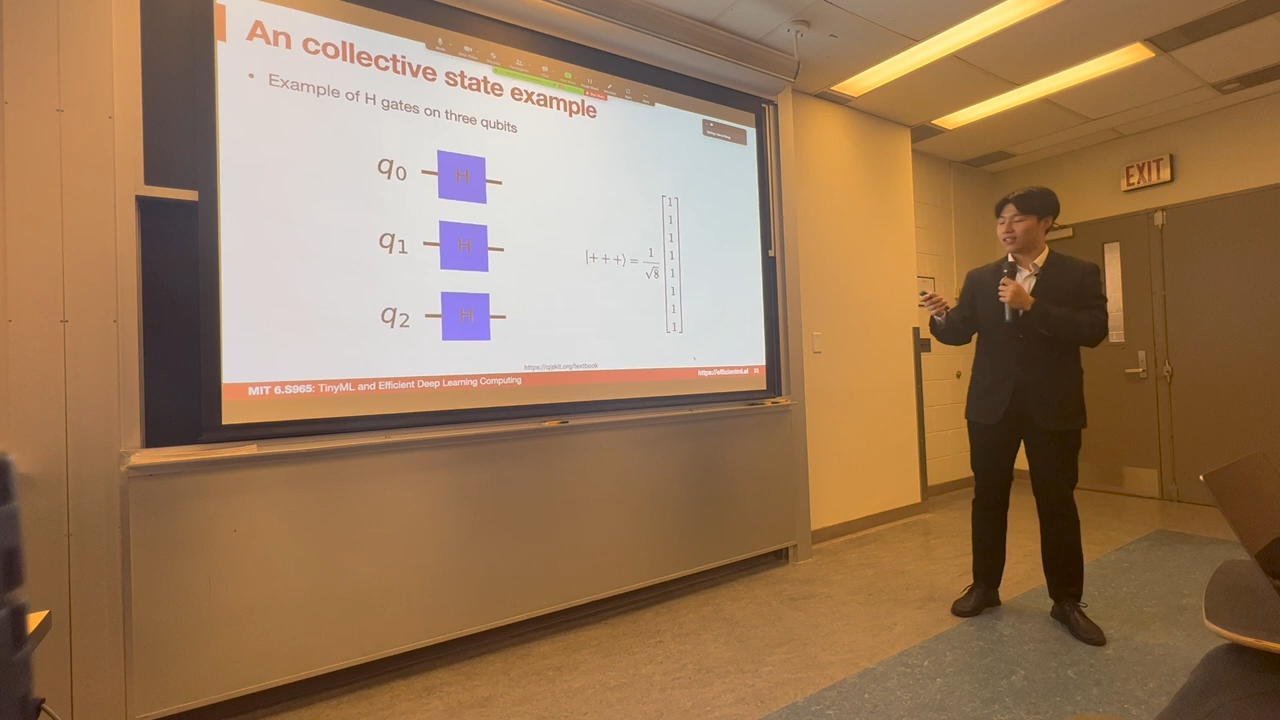 An collective state example
• Example of H gates on three qubits
q0 H
q1 H
q2 H
|+ + +⟩ = 1/√8 [1 1 1 1 1 1 1 1]
https://qiskit.org/textbook
MIT 6.S965: TinyML and Efficient Deep Learning Computing
https://efficientml.ai
EXIT